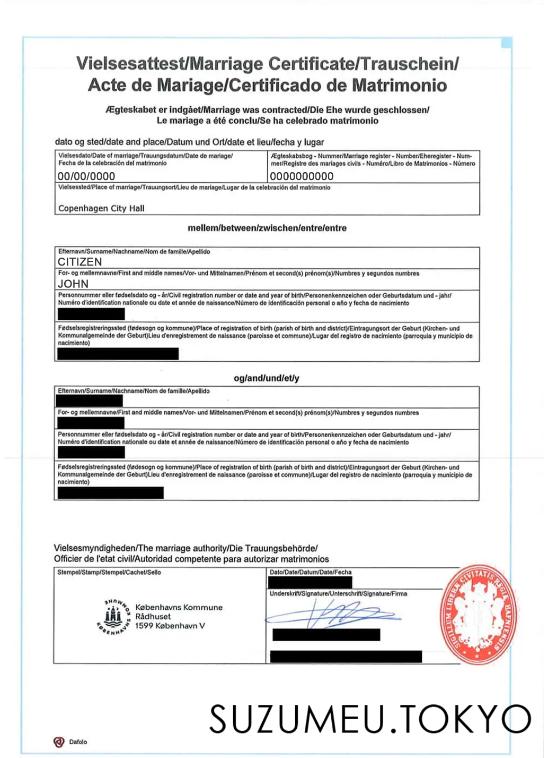 Vielsesattest/Marriage Certificate/Trauschein/
Acte de Mariage/Certificado de Matrimonio
Ægteskabet er indgået/Marriage was contracted/Die Ehe wurde geschlossen/
Le mariage a été conclu/Se ha celebrado matrimonio
dato og sted/date and place/Datum und Ort/date et lieu/fecha y lugar
Vielsesdato/Date of marriage/Trauungsdatum/Date de mariage/
Fecha de la celebración del matrimonio
00/00/0000
Ægteskabsbog - Nummer/Marriage register - Number/Eheregister - Num-
mer/Registre des mariages civils - Numéro/Libro de Matrimonios - Número
0000000000
Vielsessted/Place of marriage/Trauungsort/Lieu de mariage/Lugar de la celebración del matrimonio
Copenhagen City Hall
mellem/between/zwischen/entre/entre
Efternavn/Surname/Nachname/Nom de famille/Apellido
CITIZEN
For- og mellemnavne/First and middle names/Vor- und Mittelnamen/Prénom et second(s) prénom(s)/Numbres y segundos numbres
JOHN
Personnummer eller fødselsdato og - år/Civil registration number or date and year of birth/Personenkennzeichen oder Geburtsdatum und - jahr/
Numéro d'identification nationale ou date et année de naissance/Número de identificación personal o año y fecha de nacimiento
Fødselsregistreringssted (fødesogn og kommune)/Place of registration of birth (parish of birth and district)/Eintragungsort der Geburt (Kirchen- und
Kommunalgemeinde der Geburt)Lieu d'enregistrement de naissance (paroisse et commune)/Lugar del registro de nacimiento (parroquia y municipio de
nacimiento)
og/and/und/et/y
Efternavn/Surname/Nachname/Nom de famille/Apellido
For- og mellemnavne/First and middle names/Vor- und Mittelnamen/Prénom et second(s) prénom(s)/Numbres y segundos numbres
Personnummer eller fødselsdato og - år/Civil registration number or date and year of birth/Personenkennzeichen oder Geburtsdatum und - jahr/
Numéro d'identification nationale ou date et année de naissance/Número de identificación personal o año y fecha de nacimiento
Fødselsregistreringssted (fødesogn og kommune)/Place of registration of birth (parish of birth and district)/Eintragungsort der Geburt (Kirchen- und
Kommunalgemeinde der Geburt)Lieu d'enregistrement de naissance (paroisse et commune)/Lugar del registro de nacimiento (parroquia y municipio de
nacimiento)
Vielsesmyndigheden/The marriage authority/Die Trauungsbehörde/
Officier de l'etat civil/Autoridad competente para autorizar matrimonios
Stempel/Stamp/Stempel/Cachet/Sello
KØBENHAVNS KOMMUNE
Københavns Kommune
Rådhuset
1599 København V
Dato/Date/Datum/Date/Fecha
Underskrift/Signature/Unterschrift/Signature/Firma
SIGILLUM LIBERÆ CIVITATIS REGIÆ HAFNIENSIS
SUZUMEU.TOKYO
Dafolo